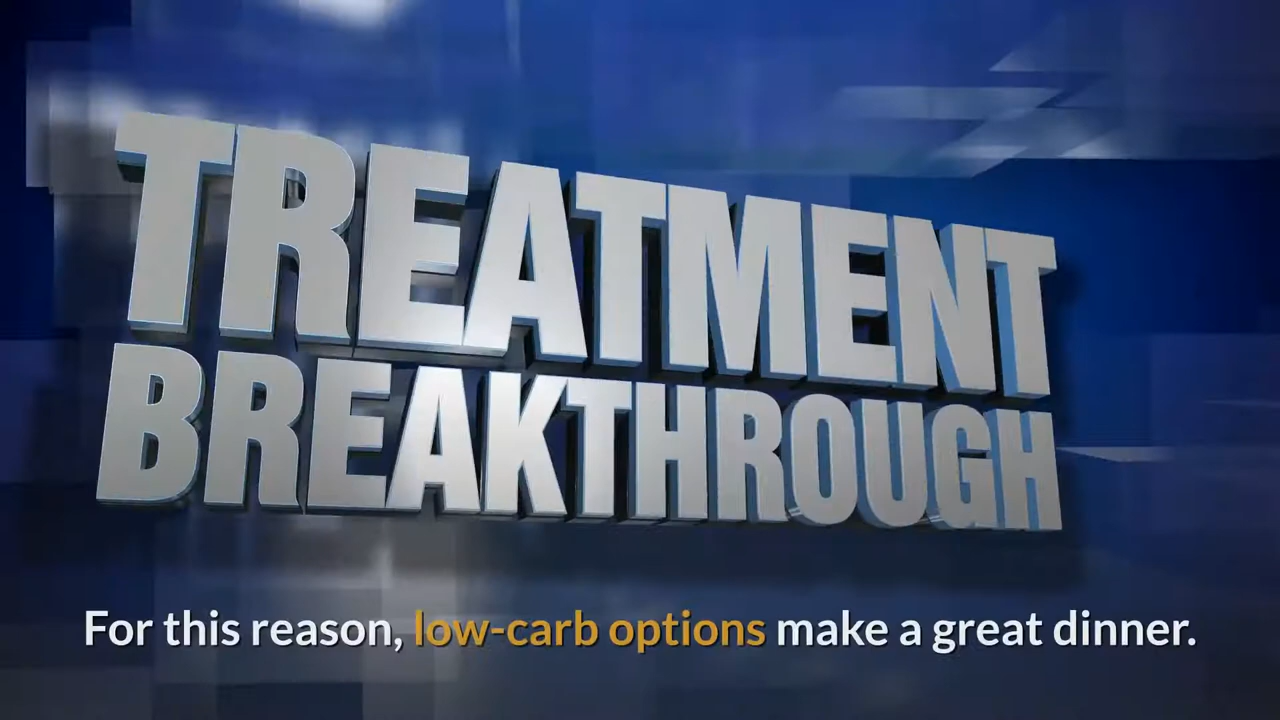 TREATMENT
BREAKTHROUGH
For this reason, low-carb options make a great dinner.